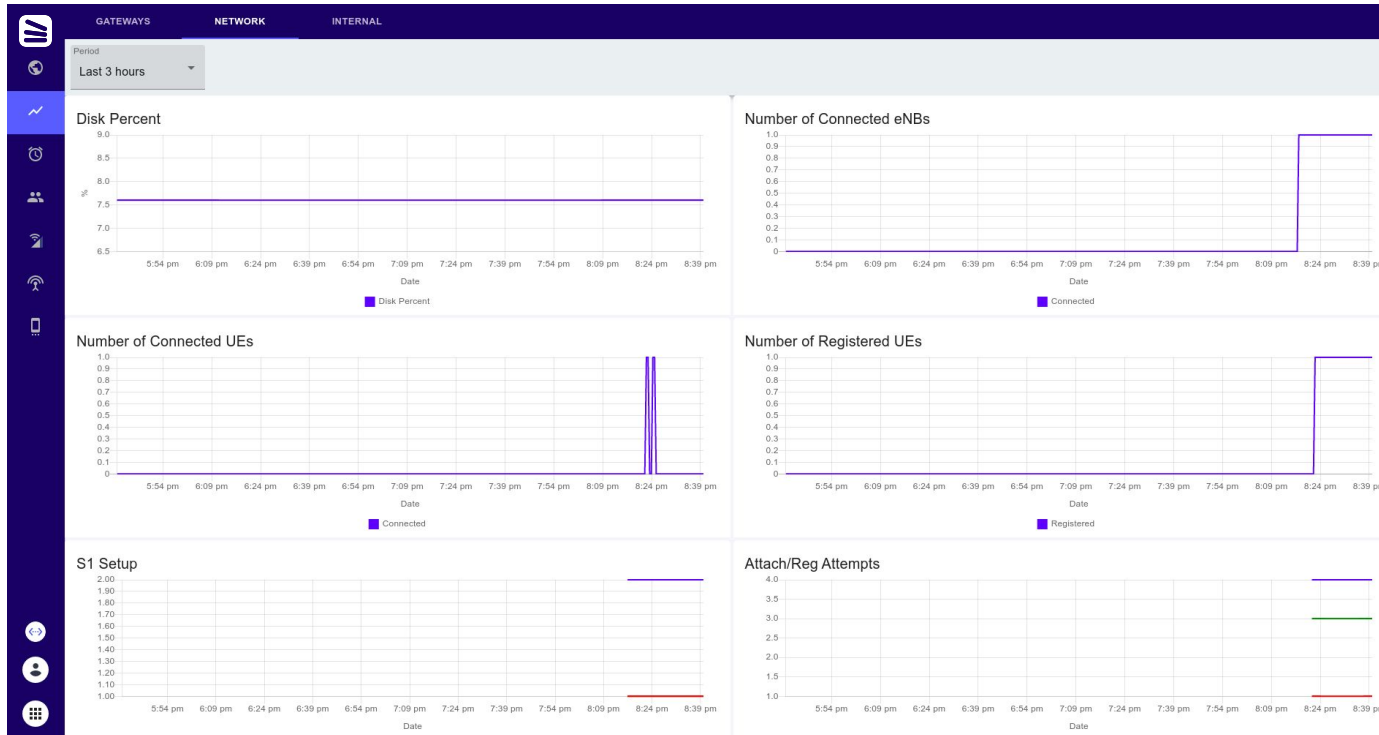 GATEWAYS NETWORK INTERNAL
Period
Last 3 hours
Disk Percent
9.0
8.5
8.0
7.5
7.0
6.5
%
5:54 pm 6:09 pm 6:24 pm 6:39 pm 6:54 pm 7:09 pm 7:24 pm 7:39 pm 7:54 pm 8:09 pm 8:24 pm 8:39 pm
Date
Disk Percent
Number of Connected eNBs
1.0
0.9
0.8
0.7
0.6
0.5
0.4
0.3
0.2
0.1
0
5:54 pm 6:09 pm 6:24 pm 6:39 pm 6:54 pm 7:09 pm 7:24 pm 7:39 pm 7:54 pm 8:09 pm 8:24 pm 8:39 p
Date
Connected
Number of Connected UEs
1.0
0.9
0.8
0.7
0.6
0.5
0.4
0.3
0.2
0.1
0
5:54 pm 6:09 pm 6:24 pm 6:39 pm 6:54 pm 7:09 pm 7:24 pm 7:39 pm 7:54 pm 8:09 pm 8:24 pm 8:39 pm
Date
Connected
Number of Registered UEs
1.0
0.9
0.8
0.7
0.6
0.5
0.4
0.3
0.2
0.1
0
5:54 pm 6:09 pm 6:24 pm 6:39 pm 6:54 pm 7:09 pm 7:24 pm 7:39 pm 7:54 pm 8:09 pm 8:24 pm 8:39 p
Date
Registered
S1 Setup
2.00
1.90
1.80
1.70
1.60
1.50
1.40
1.30
1.20
1.10
1.00
5:54 pm 6:09 pm 6:24 pm 6:39 pm 6:54 pm 7:09 pm 7:24 pm 7:39 pm 7:54 pm 8:09 pm 8:24 pm 8:39 pm
Date
Attach/Reg Attempts
4.0
3.5
3.0
2.5
2.0
1.5
1.0
5:54 pm 6:09 pm 6:24 pm 6:39 pm 6:54 pm 7:09 pm 7:24 pm 7:39 pm 7:54 pm 8:09 pm 8:24 pm 8:39 p
Date